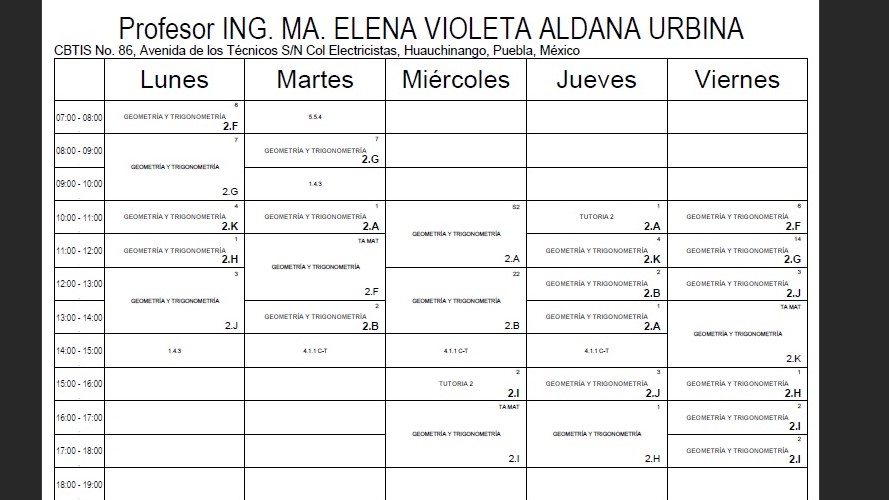 Profesor ING. MA. ELENA VIOLETA ALDANA URBINA
CBTIS No. 86, Avenida de los Técnicos S/N Col Electricistas, Huauchinango, Puebla, México
Lunes Martes Miércoles Jueves Viernes
6
07:00 - 08:00 GEOMETRÍA Y TRIGONOMETRÍA 5.5.4
2.F
7 7
08:00 - 09:00 GEOMETRÍA Y TRIGONOMETRÍA
2.G
GEOMETRÍA Y TRIGONOMETRÍA
09:00 - 10:00 1.4.3
2.G
4 1 S2 1 6
10:00 - 11:00 GEOMETRÍA Y TRIGONOMETRÍA GEOMETRÍA Y TRIGONOMETRÍA TUTORIA 2 GEOMETRÍA Y TRIGONOMETRÍA
2.K 2.A 2.A 2.F
GEOMETRÍA Y TRIGONOMETRÍA
1 TA MAT 4 14
11:00 - 12:00 GEOMETRÍA Y TRIGONOMETRÍA GEOMETRÍA Y TRIGONOMETRÍA GEOMETRÍA Y TRIGONOMETRÍA
2.H 2.A 2.K 2.G
GEOMETRÍA Y TRIGONOMETRÍA
3 22 2 3
12:00 - 13:00 GEOMETRÍA Y TRIGONOMETRÍA GEOMETRÍA Y TRIGONOMETRÍA
2.F 2.B 2.J
GEOMETRÍA Y TRIGONOMETRÍA GEOMETRÍA Y TRIGONOMETRÍA
2 1 TA MAT
13:00 - 14:00 GEOMETRÍA Y TRIGONOMETRÍA GEOMETRÍA Y TRIGONOMETRÍA
2.J 2.B 2.B 2.A
GEOMETRÍA Y TRIGONOMETRÍA
14:00 - 15:00 1.4.3 4.1.1 C-T 4.1.1 C-T 4.1.1 C-T
2.K
2 3 1
15:00 - 16:00 TUTORIA 2 GEOMETRÍA Y TRIGONOMETRÍA GEOMETRÍA Y TRIGONOMETRÍA
2.I 2.J 2.H
TA MAT 1 2
16:00 - 17:00 GEOMETRÍA Y TRIGONOMETRÍA
2.I
GEOMETRÍA Y TRIGONOMETRÍA GEOMETRÍA Y TRIGONOMETRÍA
2
17:00 - 18:00 GEOMETRÍA Y TRIGONOMETRÍA
2.I 2.H 2.I
18:00 - 19:00